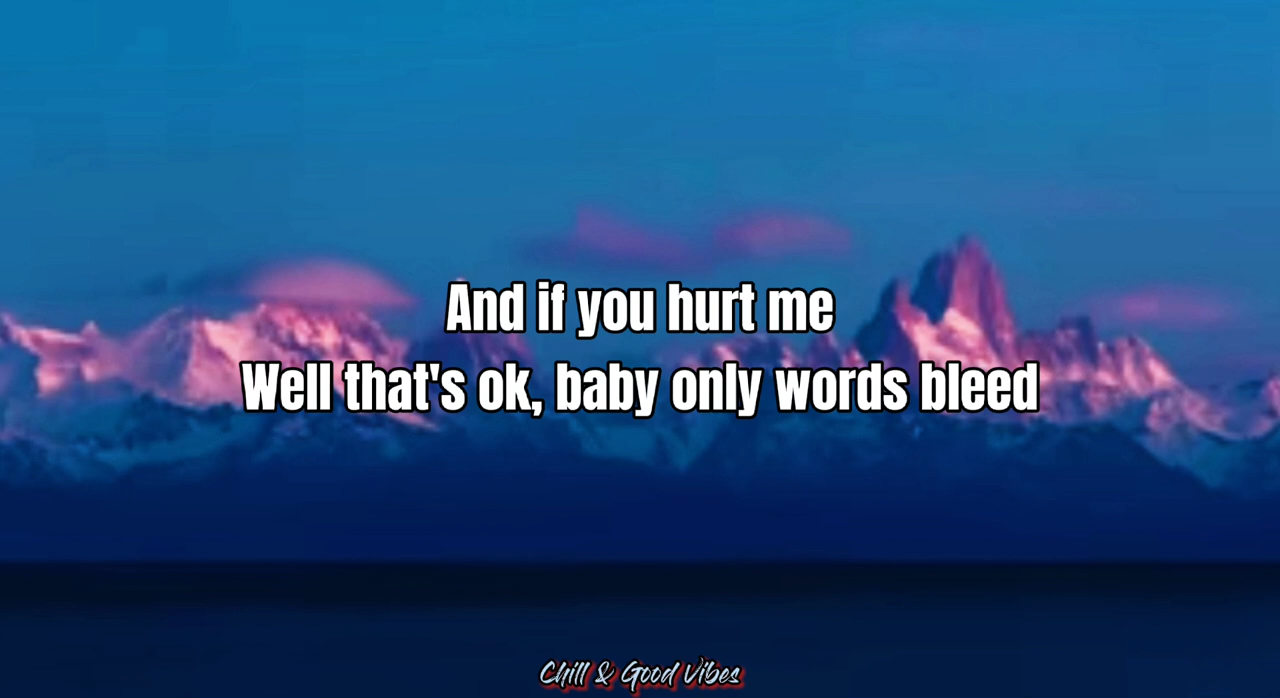 And if you hurt me
Well that's ok, baby only words bleed
Chill & Good Vibes